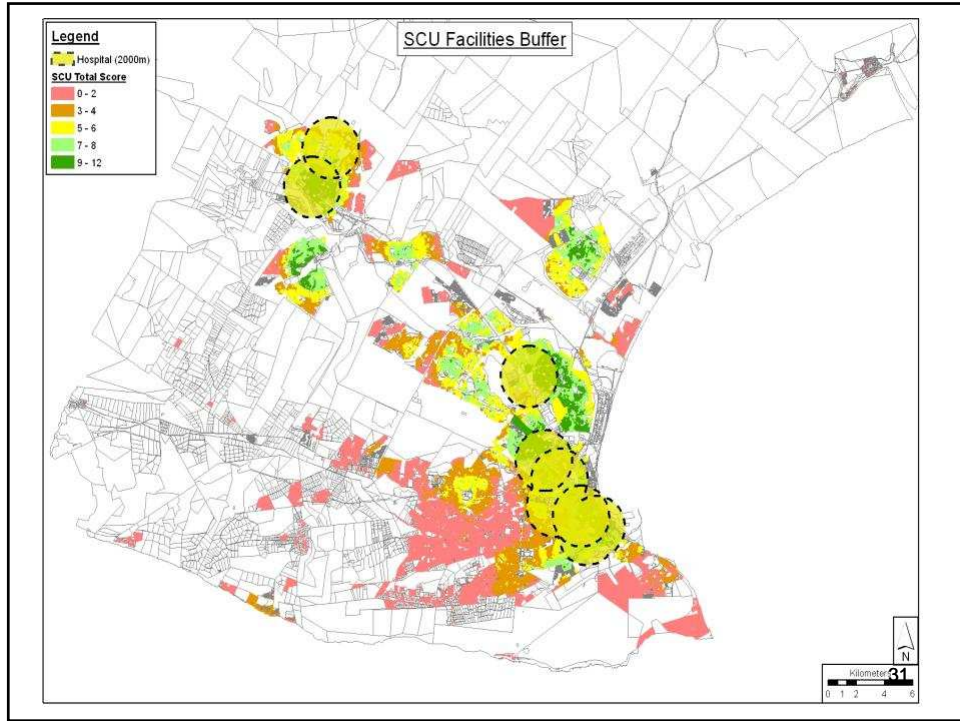 SCU Facilities Buffer
Legend
Hospital (2000m)
SCU Total Score
0 - 2
3 - 4
5 - 6
7 - 8
9 - 12
N
Kilometers
31
0 1 2 4 6